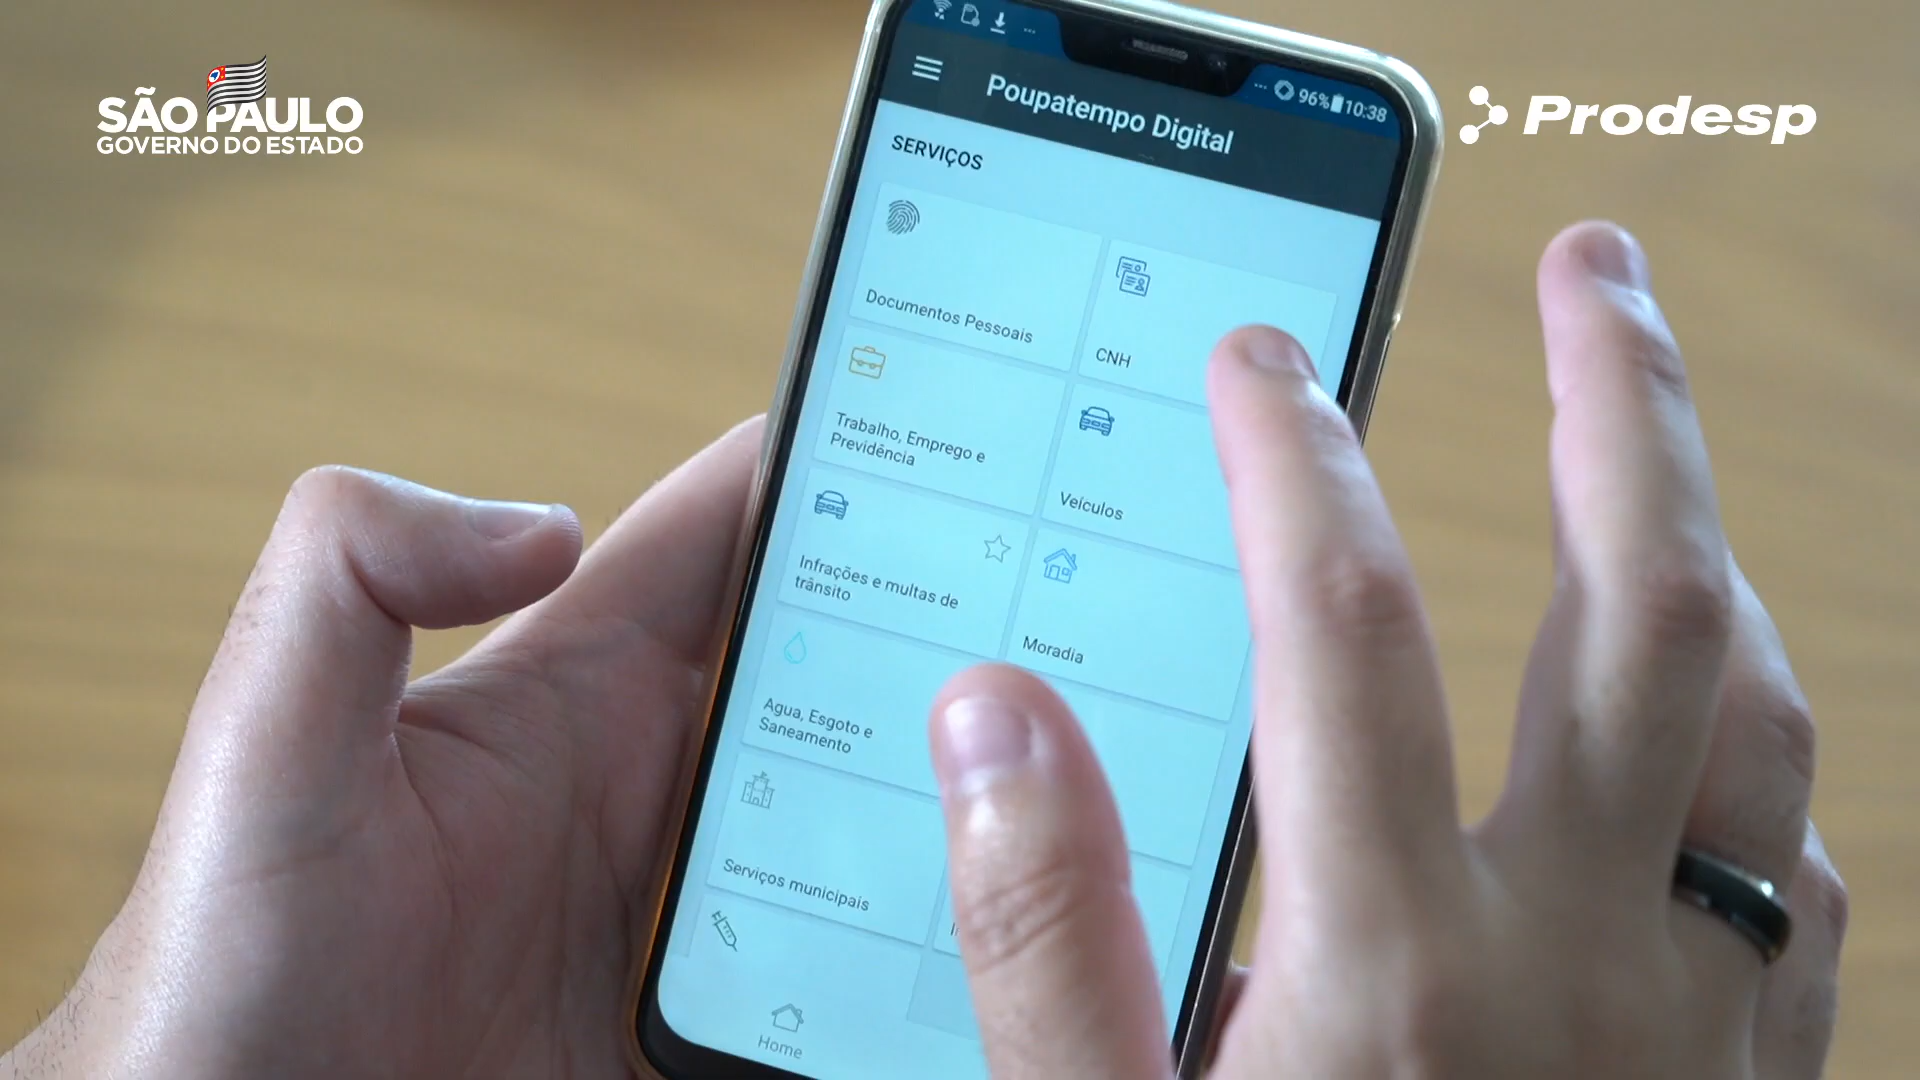 SÃO PAULO
GOVERNO DO ESTADO
Prodesp
96% 10:38
Poupatempo Digital
SERVIÇOS
Documentos Pessoais
CNH
Trabalho, Emprego e
Previdência
Veículos
Infrações e multas de
trânsito
Moradia
Agua, Esgoto e
Saneamento
Serviços municipais
Home